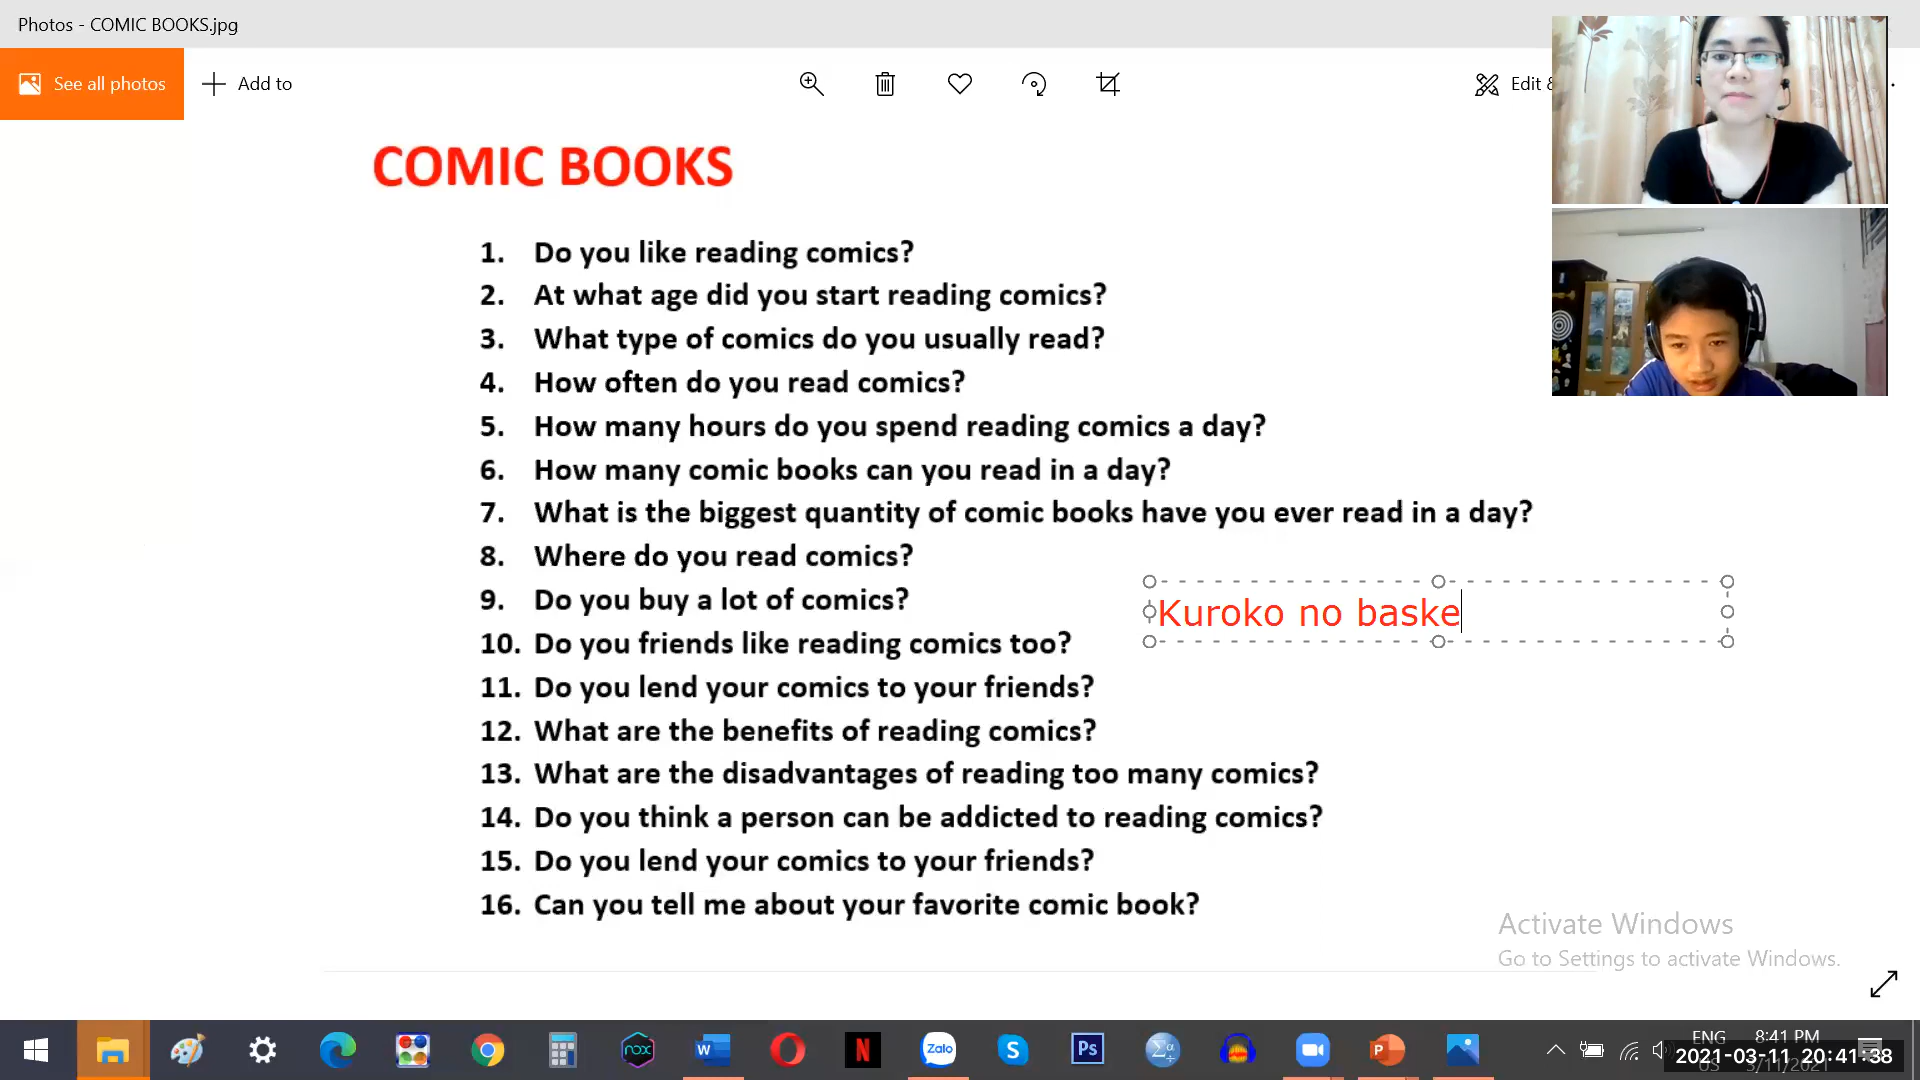 Photos - COMIC BOOKS.jpg
See all photos
Add to
Edit &
COMIC BOOKS
1. Do you like reading comics?
2. At what age did you start reading comics?
3. What type of comics do you usually read?
4. How often do you read comics?
5. How many hours do you spend reading comics a day?
6. How many comic books can you read in a day?
7. What is the biggest quantity of comic books have you ever read in a day?
8. Where do you read comics?
9. Do you buy a lot of comics?
Kuroko no baske
10. Do you friends like reading comics too?
11. Do you lend your comics to your friends?
12. What are the benefits of reading comics?
13. What are the disadvantages of reading too many comics?
14. Do you think a person can be addicted to reading comics?
15. Do you lend your comics to your friends?
16. Can you tell me about your favorite comic book?
Activate Windows
Go to Settings to activate Windows.
nox
W
N
Zalo
S
Ps
Σα
P
ENG
8:41 PM
2021-03-11 20:41:38
3/11/2021